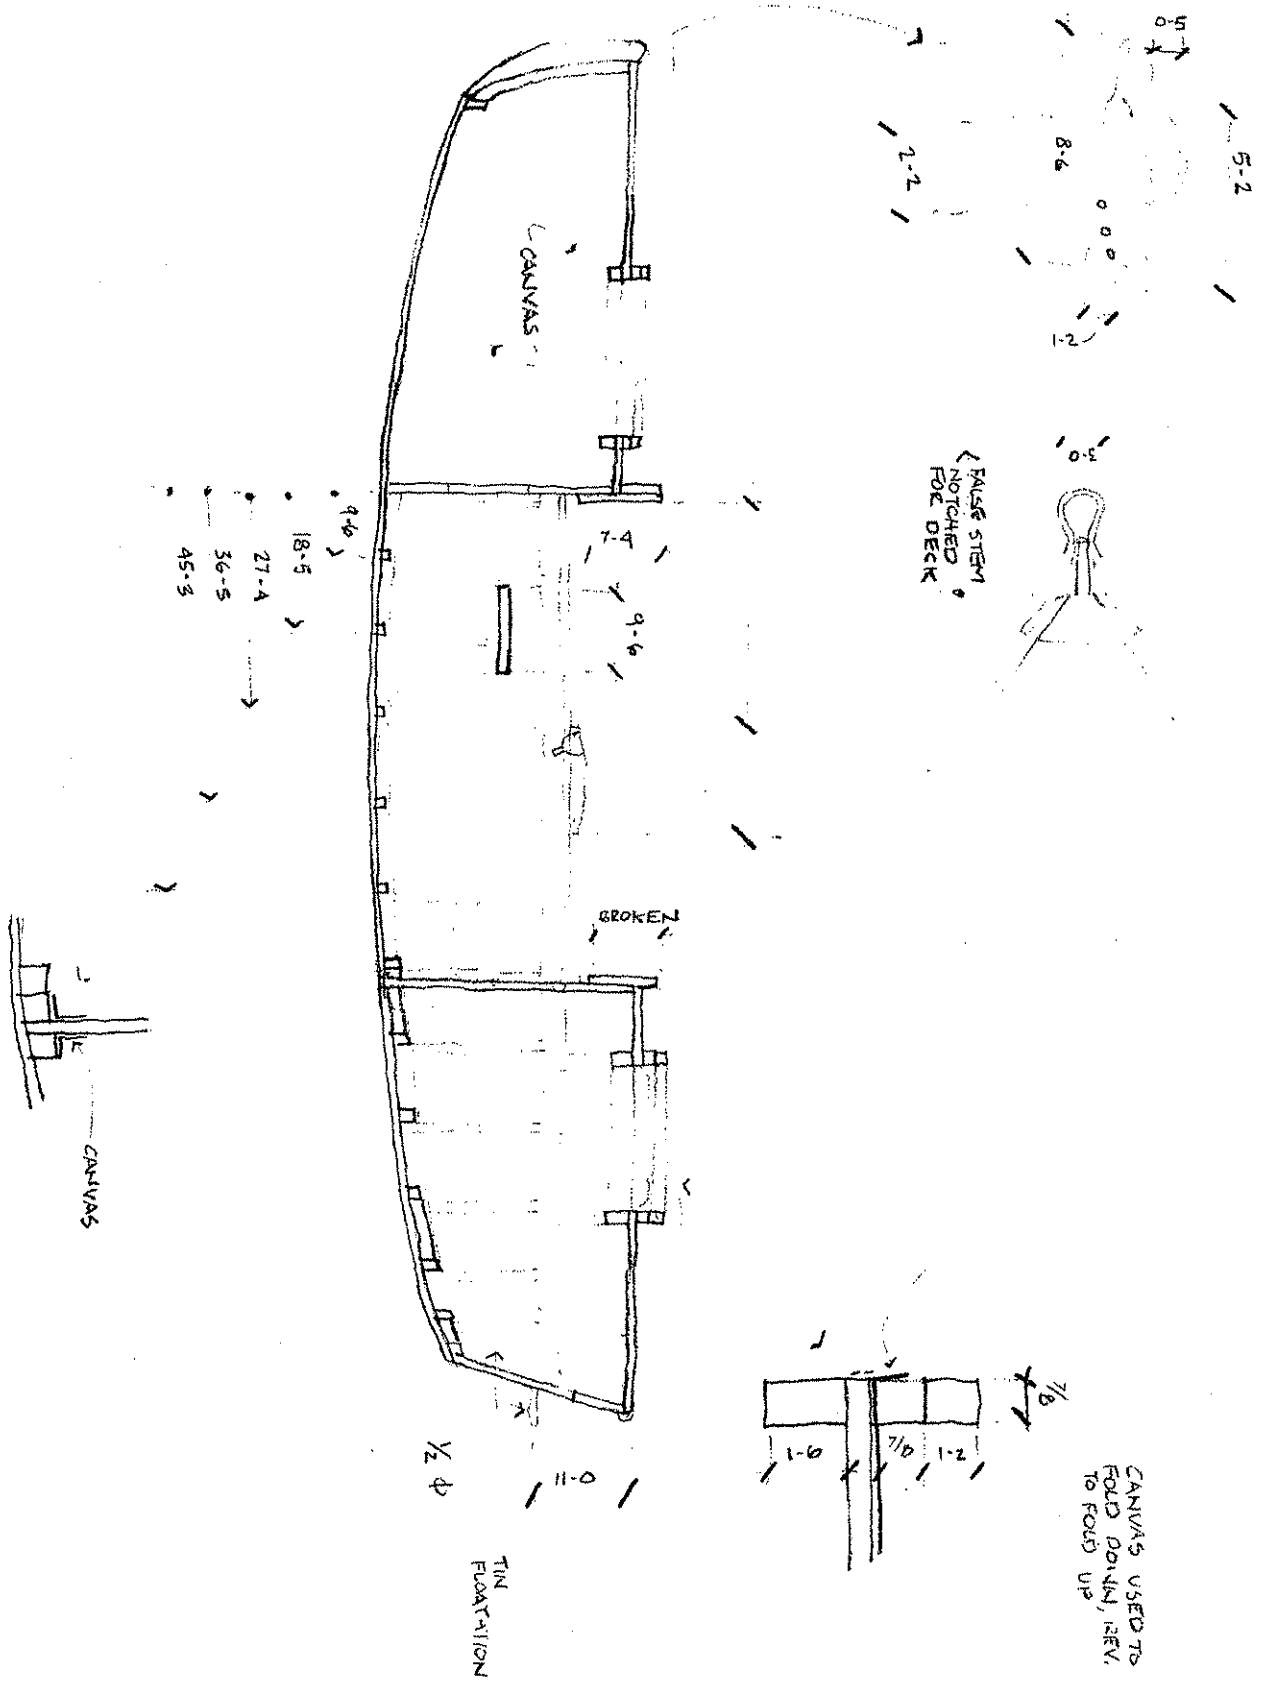 5-0
5-2
8-6
2-2
1-2
3-0
FALSE STEM
NOTCHED
FOR DECK
CANVAS
7-4
9-6
9-6
18-5
27-4
36-5
45-3
BROKEN
CANVAS
7/8
1-6
7/8
1-2
CANVAS USED TO
FOLD DOWN, REV.
TO FOLD UP
11-0
1/2 ф
TIN
FLOATATION